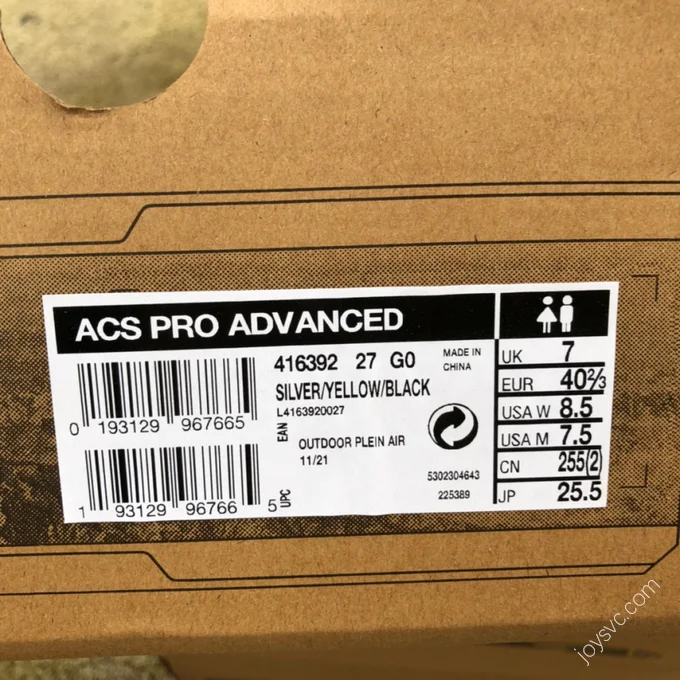 ACS PRO ADVANCED
416392 27 G0
MADE IN
CHINA
SILVER/YELLOW/BLACK
L4163920027
0 193129 967665
EAN
OUTDOOR PLEIN AIR
11/21
5302304643
225389
1 93129 96766 5
UPC
UK 7
EUR 40⅔
USA W 8.5
USA M 7.5
CN 255(2)
JP 25.5
joysvc.com